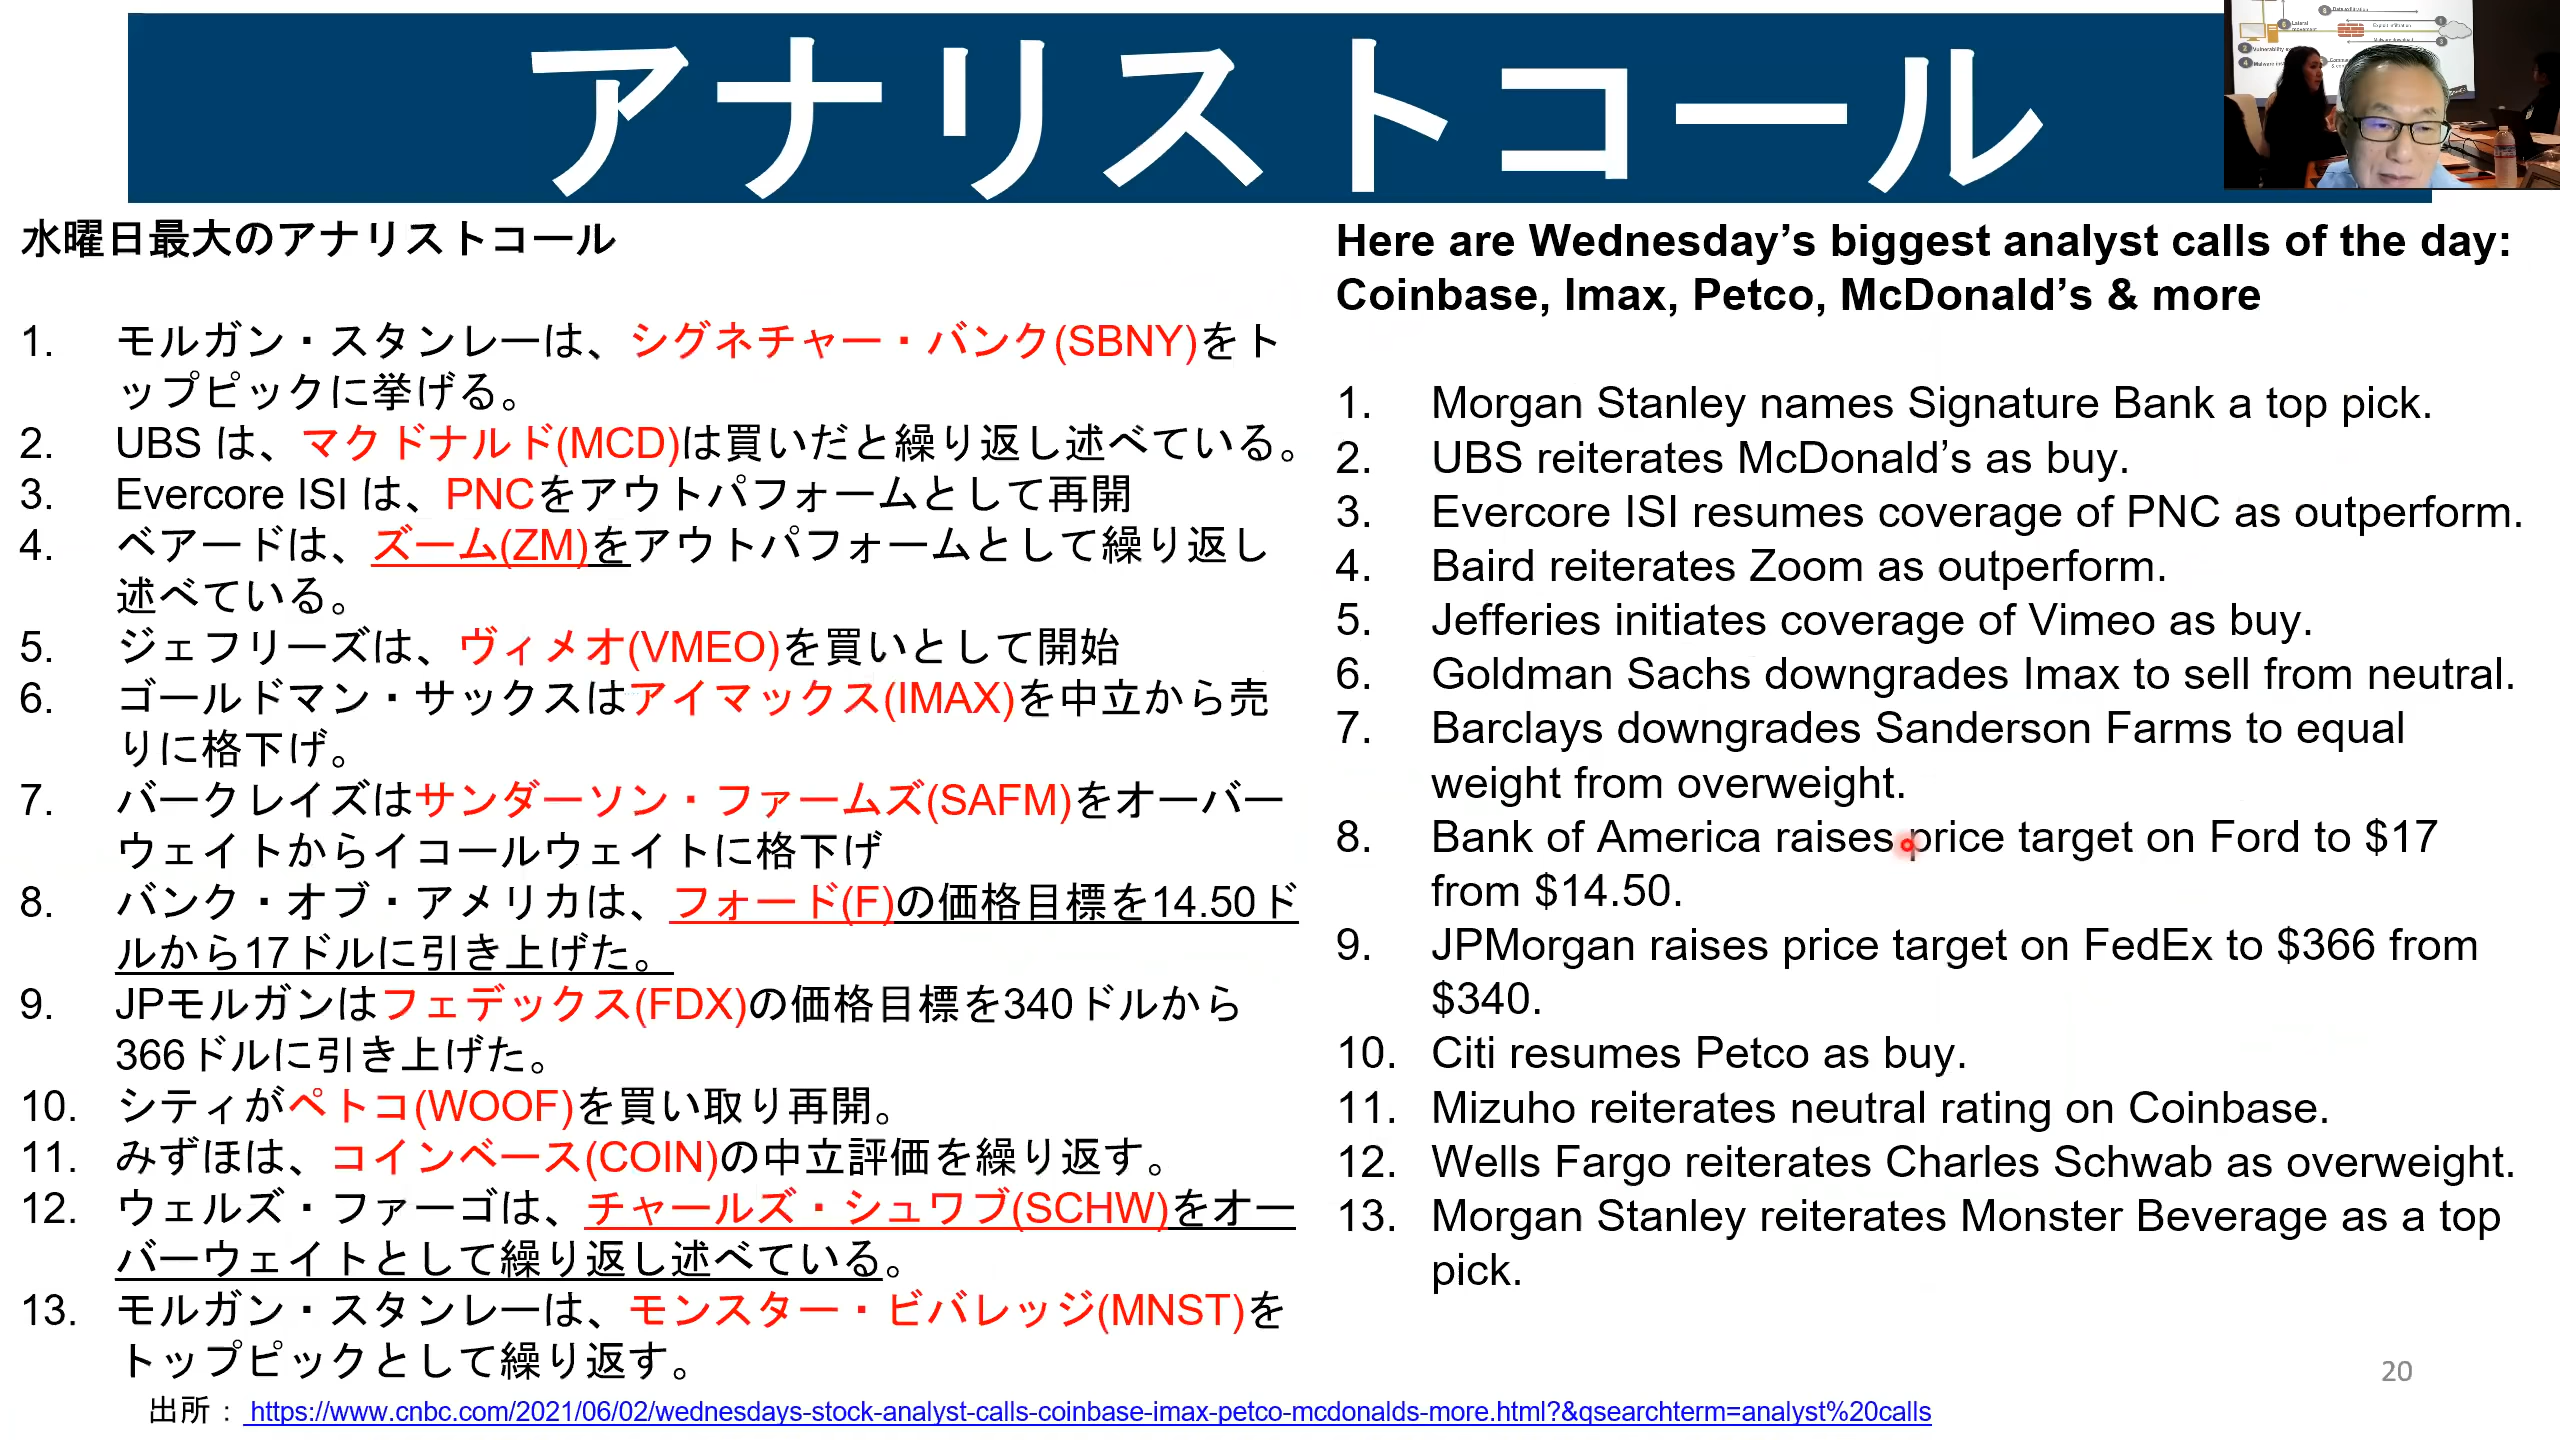 アナリストコール
水曜日最大のアナリストコール
1. モルガン・スタンレーは、シグネチャー・バンク(SBNY)をト
ップピックに挙げる。
2. UBS は、マクドナルド(MCD)は買いだと繰り返し述べている。
3. Evercore ISI は、PNCをアウトパフォームとして再開
4. ベアードは、ズーム(ZM)をアウトパフォームとして繰り返し
述べている。
5. ジェフリーズは、ヴィメオ(VMEO)を買いとして開始
6. ゴールドマン・サックスはアイマックス(IMAX)を中立から売
りに格下げ。
7. バークレイズはサンダーソン・ファームズ(SAFM)をオーバー
ウェイトからイコールウェイトに格下げ
8. バンク・オブ・アメリカは、フォード(F)の価格目標を14.50ド
ルから17ドルに引き上げた。
9. JPモルガンはフェデックス(FDX)の価格目標を340ドルから
366ドルに引き上げた。
10. シティがペトコ(WOOF)を買い取り再開。
11. みずほは、コインベース(COIN)の中立評価を繰り返す。
12. ウェルズ・ファーゴは、チャールズ・シュワブ(SCHW)をオー
バーウェイトとして繰り返し述べている。
13. モルガン・スタンレーは、モンスター・ビバレッジ(MNST)を
トップピックとして繰り返す。
Here are Wednesday’s biggest analyst calls of the day:
Coinbase, Imax, Petco, McDonald’s & more
1. Morgan Stanley names Signature Bank a top pick.
2. UBS reiterates McDonald’s as buy.
3. Evercore ISI resumes coverage of PNC as outperform.
4. Baird reiterates Zoom as outperform.
5. Jefferies initiates coverage of Vimeo as buy.
6. Goldman Sachs downgrades Imax to sell from neutral.
7. Barclays downgrades Sanderson Farms to equal
weight from overweight.
8. Bank of America raises price target on Ford to $17
from $14.50.
9. JPMorgan raises price target on FedEx to $366 from
$340.
10. Citi resumes Petco as buy.
11. Mizuho reiterates neutral rating on Coinbase.
12. Wells Fargo reiterates Charles Schwab as overweight.
13. Morgan Stanley reiterates Monster Beverage as a top
pick.
20
出所： https://www.cnbc.com/2021/06/02/wednesdays-stock-analyst-calls-coinbase-imax-petco-mcdonalds-more.html?&qsearchterm=analyst%20calls